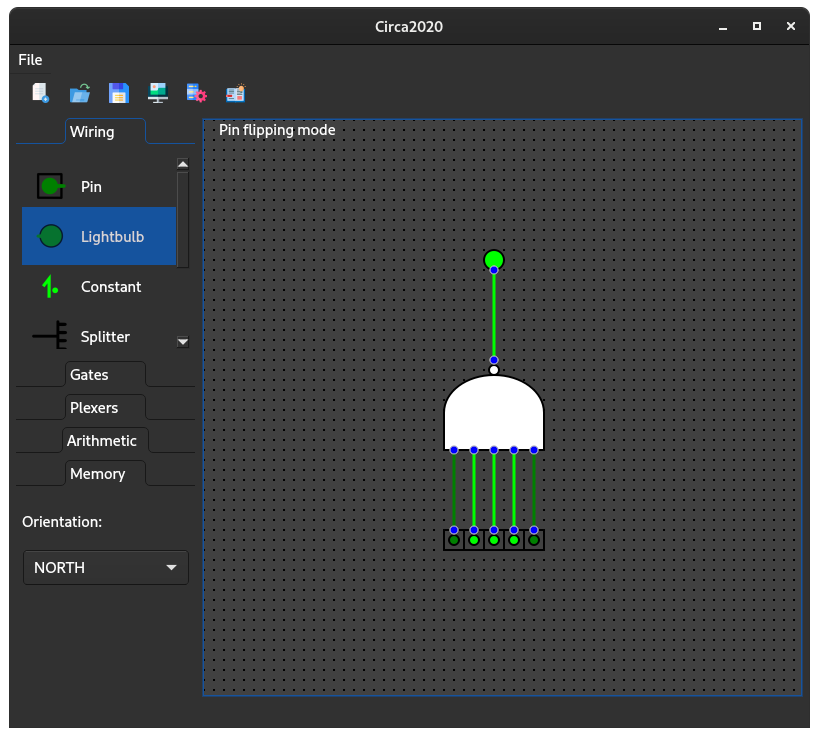 Circa2020
File
Wiring
Pin flipping mode
Pin
Lightbulb
Constant
Splitter
Gates
Plexers
Arithmetic
Memory
Orientation:
NORTH